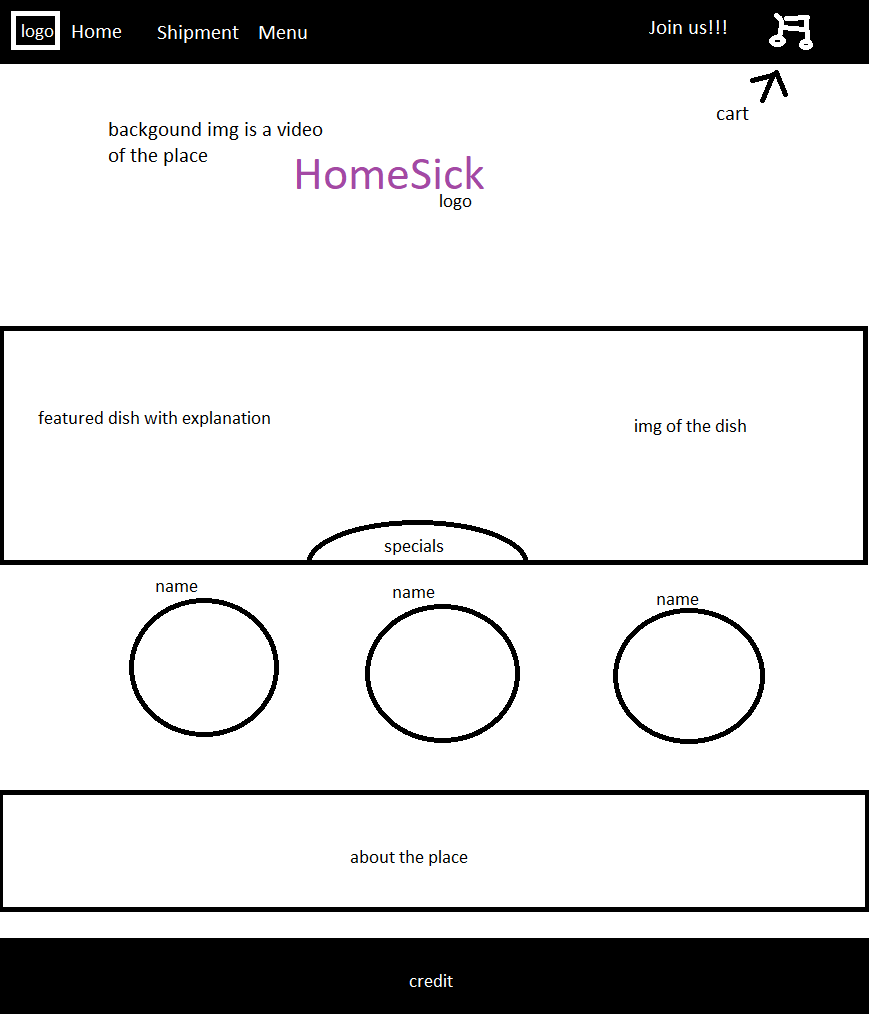 logo
Home
Shipment
Menu
Join us!!!
cart
backgound img is a video
of the place
HomeSick
logo
featured dish with explanation
img of the dish
specials
name
name
name
about the place
credit